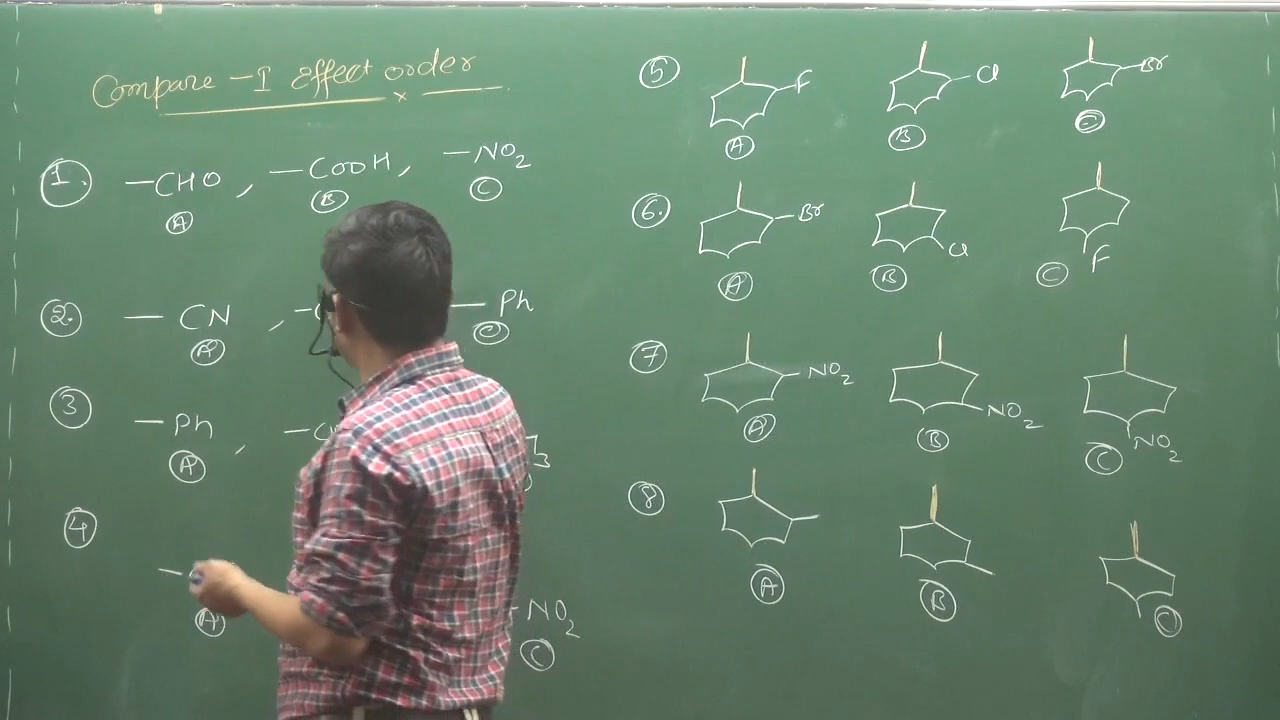 Compare -I effect order
1. -CHO , -COOH, -NO2
A B C
2. - CN , - Ph
A C
3 -Ph ,
A
3
4
-NO2
A C
5 F Cl Br
A B C
6. Br Cl F
A B C
7 NO2 NO2 NO2
A B C
8
A B C